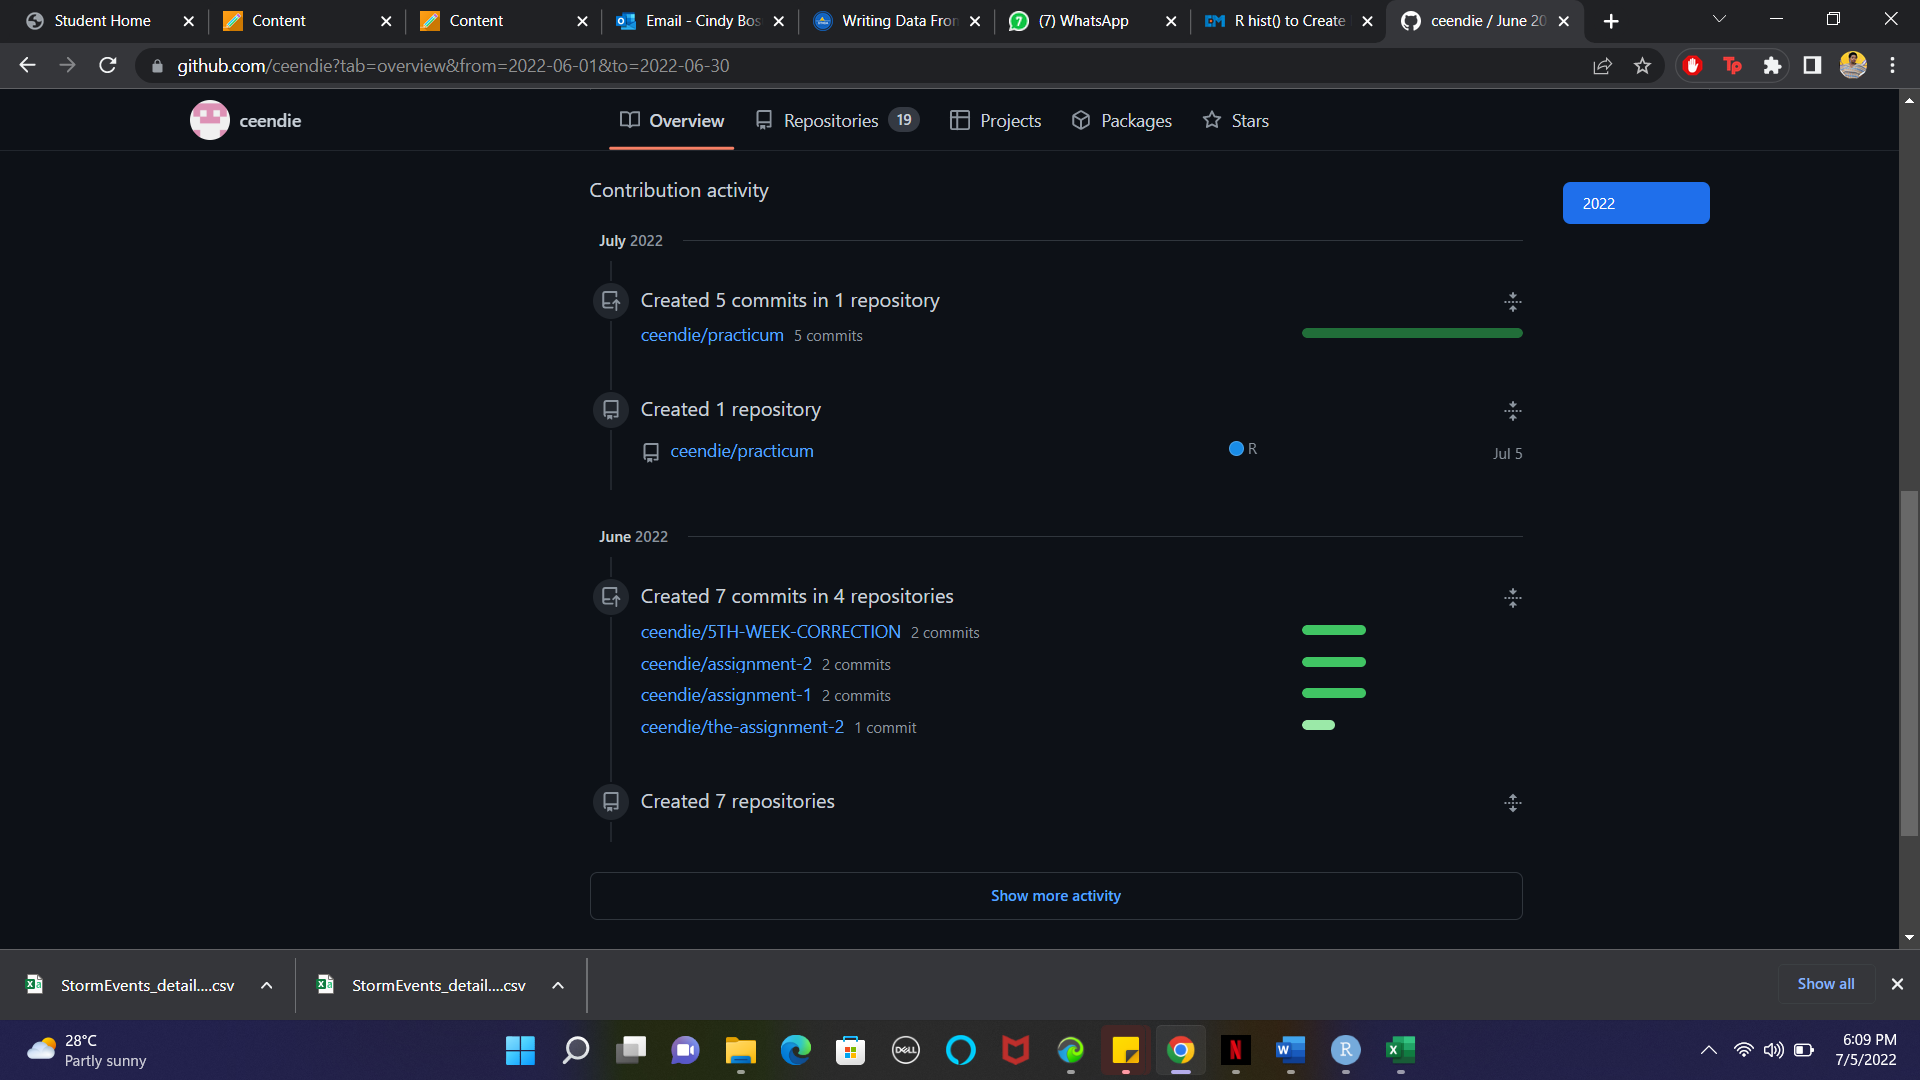 Student Home
Content
Content
Email - Cindy Bos
Writing Data Fron
(7) WhatsApp
R hist() to Create
ceendie / June 20
github.com/ceendie?tab=overview&from=2022-06-01&to=2022-06-30
Tp
ceendie
Overview
Repositories 19
Projects
Packages
Stars
Contribution activity
2022
July 2022
Created 5 commits in 1 repository
ceendie/practicum 5 commits
Created 1 repository
ceendie/practicum R Jul 5
June 2022
Created 7 commits in 4 repositories
ceendie/5TH-WEEK-CORRECTION 2 commits
ceendie/assignment-2 2 commits
ceendie/assignment-1 2 commits
ceendie/the-assignment-2 1 commit
Created 7 repositories
Show more activity
StormEvents_detail....csv
StormEvents_detail....csv
Show all
28°C
Partly sunny
DELL
N
W
R
X
6:09 PM
7/5/2022